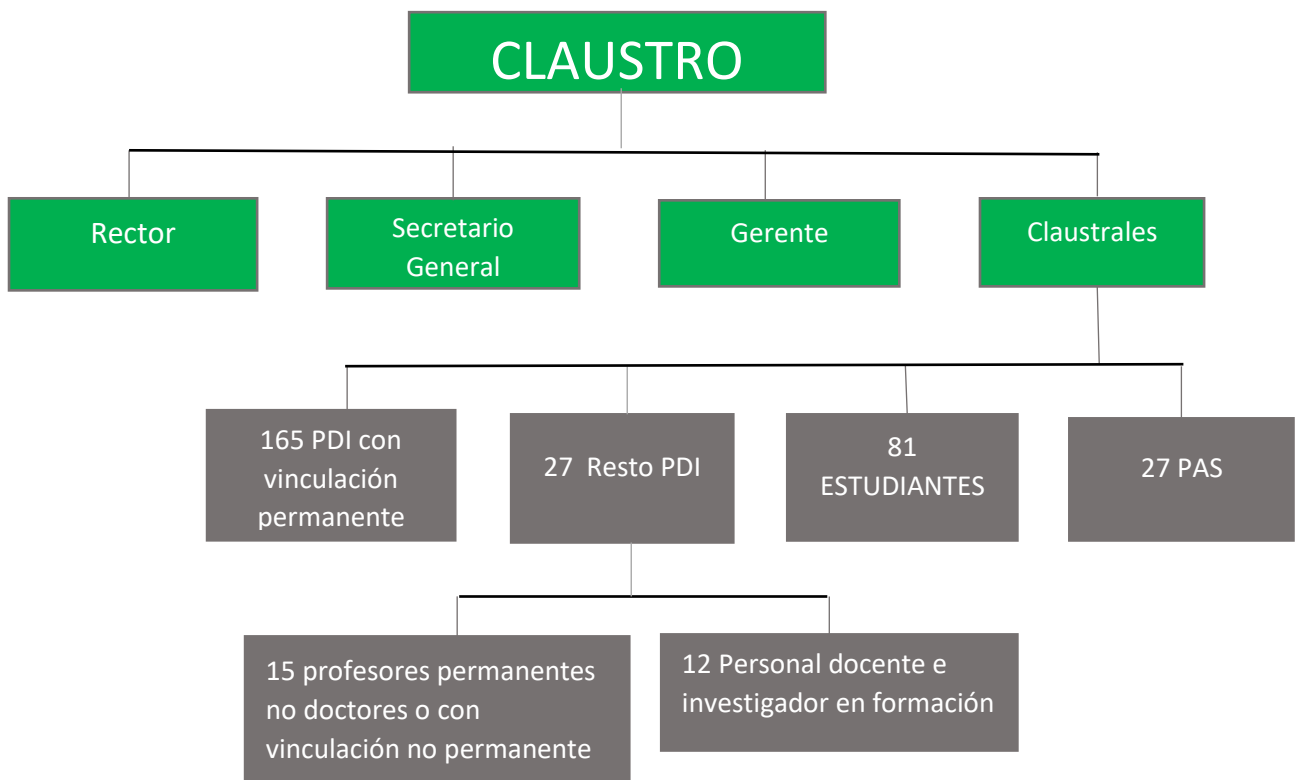 CLAUSTRO
Rector
Secretario
General
Gerente
Claustrales
165 PDI con
vinculación
permanente
27 Resto PDI
81
ESTUDIANTES
27 PAS
15 profesores permanentes
no doctores o con
vinculación no permanente
12 Personal docente e
investigador en formación